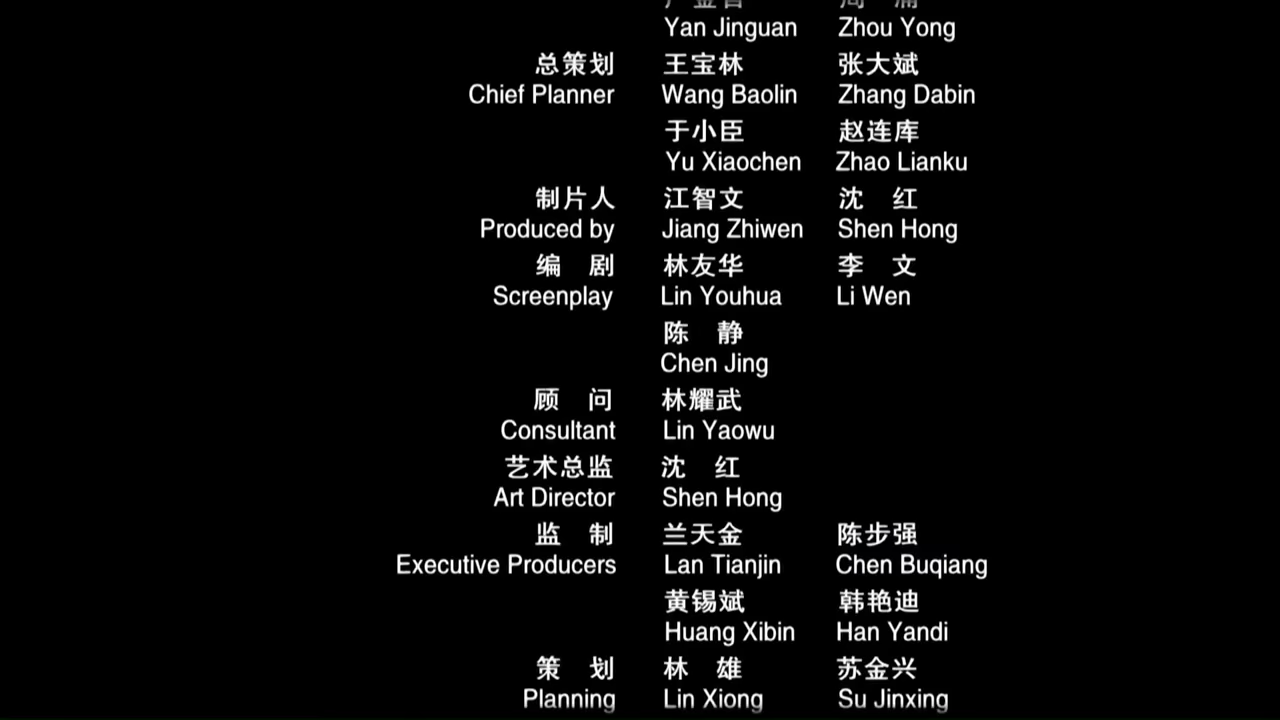 Yan Jinguan Zhou Yong
总策划 王宝林 张大斌
Chief Planner Wang Baolin Zhang Dabin
于小臣 赵连库
Yu Xiaochen Zhao Lianku
制片人 江智文 沈 红
Produced by Jiang Zhiwen Shen Hong
编 剧 林友华 李 文
Screenplay Lin Youhua Li Wen
陈 静
Chen Jing
顾 问 林耀武
Consultant Lin Yaowu
艺术总监 沈 红
Art Director Shen Hong
监 制 兰天金 陈步强
Executive Producers Lan Tianjin Chen Buqiang
黄锡斌 韩艳迪
Huang Xibin Han Yandi
策 划 林 雄 苏金兴
Planning Lin Xiong Su Jinxing